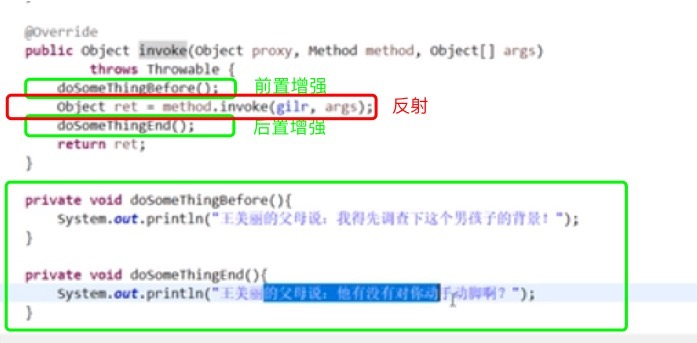 @Override
public Object invoke(Object proxy, Method method, Object[] args)
throws Throwable {
doSomeThingBefore(); 前置增强
Object ret = method.invoke(gilr, args); 反射
doSomeThingEnd(); 后置增强
return ret;
}
private void doSomeThingBefore(){
System.out.println("王美丽的父母说：我得先调查下这个男孩子的背景！");
}
private void doSomeThingEnd(){
System.out.println("王美丽的父母说：他有没有对你动手动脚啊？");
}